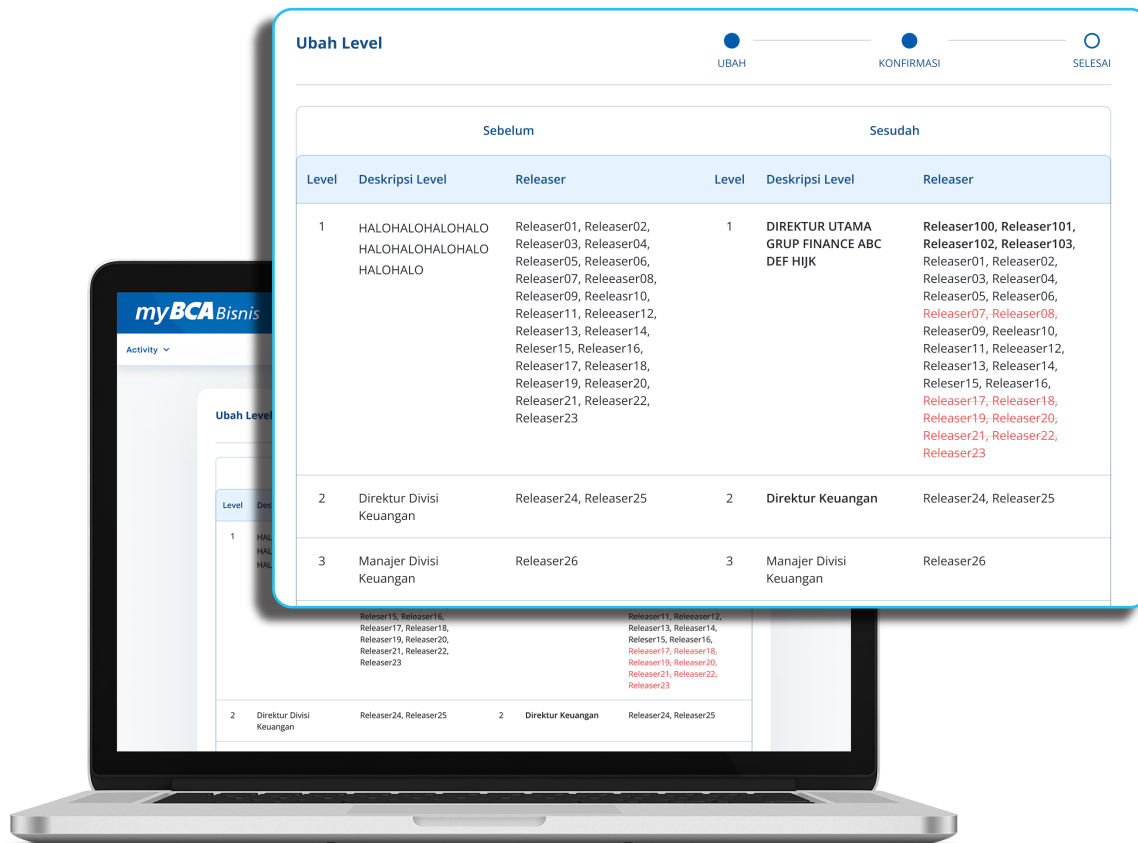 Ubah Level
UBAH
KONFIRMASI
SELESAI
Sebelum
Sesudah
Level Deskripsi Level Releaser Level Deskripsi Level Releaser
1
HALOHALOHALOHALO
HALOHALOHALOHALO
HALOHALO
Releaser01, Releaser02,
Releaser03, Releaser04,
Releaser05, Releaser06,
Releaser07, Releeaser08,
Releaser09, Reeleasr10,
Releaser11, Releeaser12,
Releaser13, Releaser14,
Releser15, Releaser16,
Releaser17, Releaser18,
Releaser19, Releaser20,
Releaser21, Releaser22,
Releaser23
1
DIREKTUR UTAMA
GRUP FINANCE ABC
DEF HIJK
Releaser100, Releaser101,
Releaser102, Releaser103,
Releaser01, Releaser02,
Releaser03, Releaser04,
Releaser05, Releaser06,
Releaser07, Releaser08,
Releaser09, Reeleasr10,
Releaser11, Releeaser12,
Releaser13, Releaser14,
Releser15, Releaser16,
Releaser17, Releaser18,
Releaser19, Releaser20,
Releaser21, Releaser22,
Releaser23
2
Direktur Divisi
Keuangan
Releaser24, Releaser25
2
Direktur Keuangan
Releaser24, Releaser25
3
Manajer Divisi
Keuangan
Releaser26
3
Manajer Divisi
Keuangan
Releaser26
myBCA Bisnis
Activity
Ubah Level
Level
1
Releser15, Releaser16,
Releaser17, Releaser18,
Releaser19, Releaser20,
Releaser21, Releaser22,
Releaser23
Releaser11, Releaser12,
Releaser13, Releaser14,
Releser15, Releaser16,
Releaser17, Releaser18,
Releaser19, Releaser20,
Releaser21, Releaser22,
Releaser23
2
Direktur Divisi
Keuangan
Releaser24, Releaser25
2
Direktur Keuangan
Releaser24, Releaser25